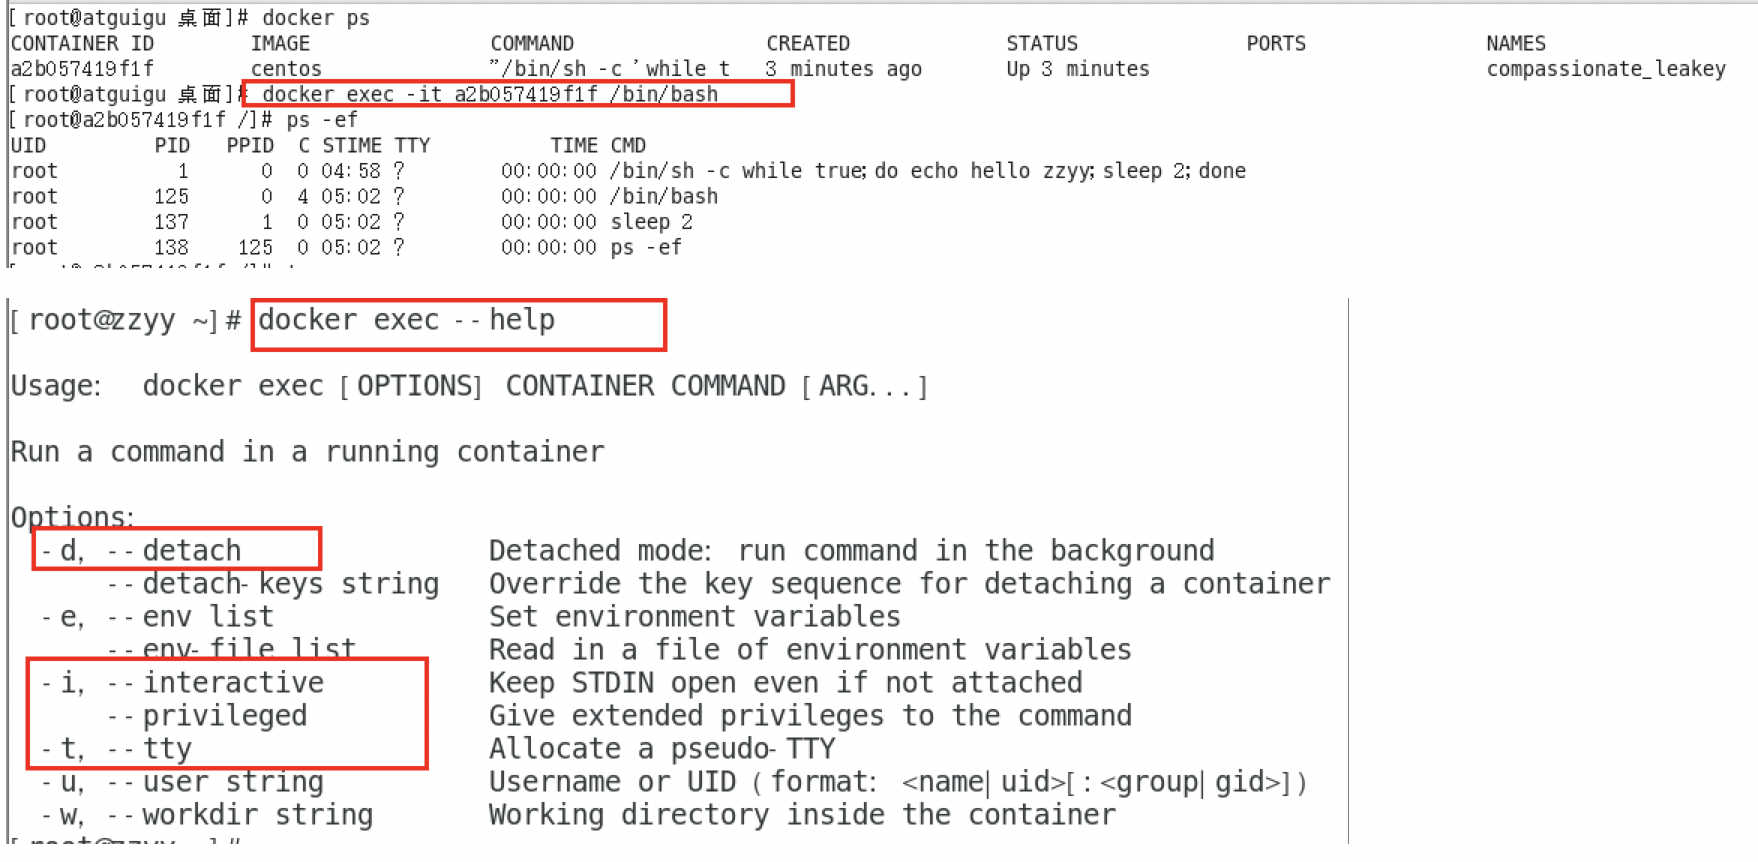 [root@atguigu 桌面]# docker ps
CONTAINER ID IMAGE COMMAND CREATED STATUS PORTS NAMES
a2b057419f1f centos "/bin/sh -c 'while t 3 minutes ago Up 3 minutes compassionate_leakey
[root@atguigu 桌面]# docker exec -it a2b057419f1f /bin/bash
[root@a2b057419f1f /]# ps -ef
UID PID PPID C STIME TTY TIME CMD
root 1 0 0 04:58 ? 00:00:00 /bin/sh -c while true;do echo hello zzyy;sleep 2;done
root 125 0 4 05:02 ? 00:00:00 /bin/bash
root 137 1 0 05:02 ? 00:00:00 sleep 2
root 138 125 0 05:02 ? 00:00:00 ps -ef
[root@zzyy ~]# docker exec --help
Usage: docker exec [OPTIONS] CONTAINER COMMAND [ARG...]
Run a command in a running container
Options:
-d, --detach Detached mode: run command in the background
--detach-keys string Override the key sequence for detaching a container
-e, --env list Set environment variables
--env-file list Read in a file of environment variables
-i, --interactive Keep STDIN open even if not attached
--privileged Give extended privileges to the command
-t, --tty Allocate a pseudo-TTY
-u, --user string Username or UID (format: <name|uid>[:<group|gid>])
-w, --workdir string Working directory inside the container